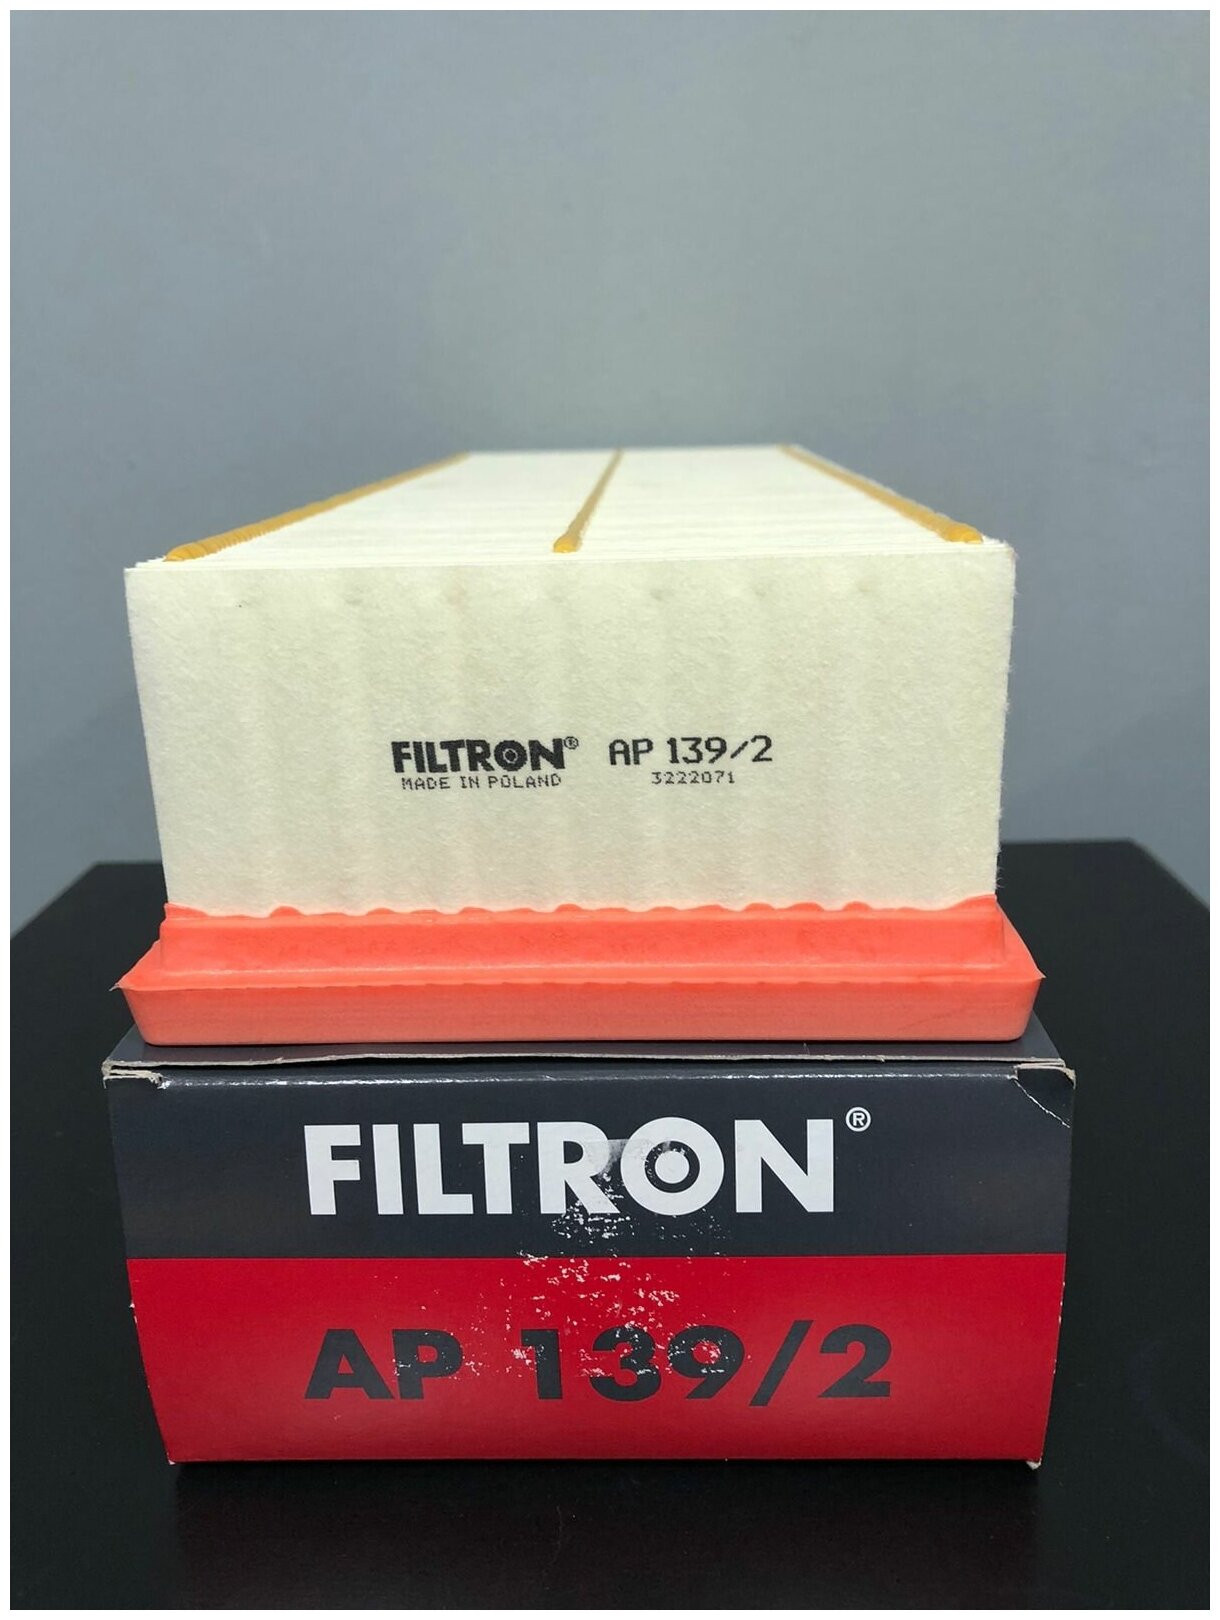 FILTRON® AP 139/2
MADE IN POLAND 3222071
FILTRON®
AP 139/2